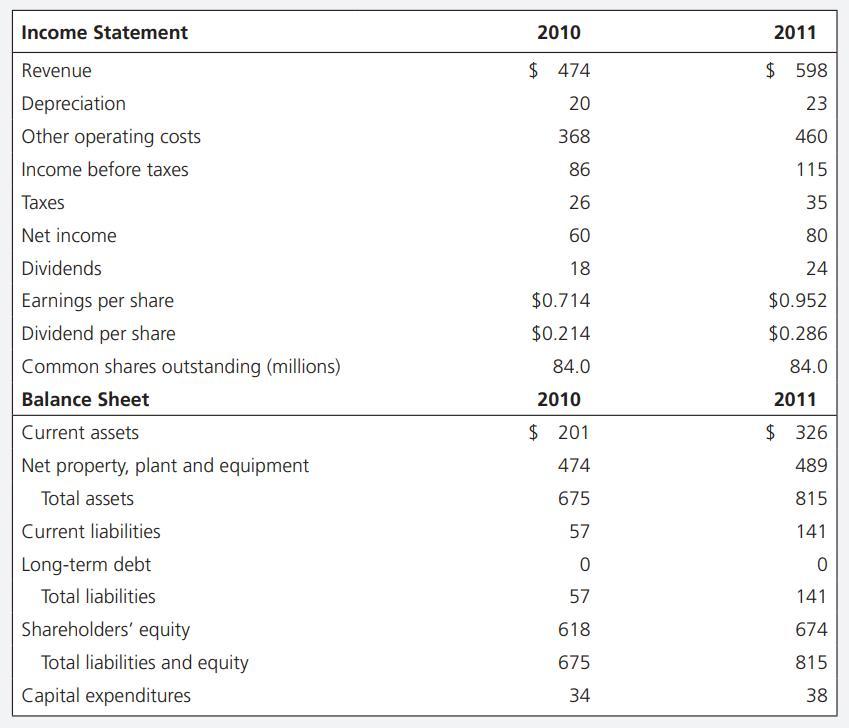 Income Statement 2010 2011
Revenue $ 474 $ 598
Depreciation 20 23
Other operating costs 368 460
Income before taxes 86 115
Taxes 26 35
Net income 60 80
Dividends 18 24
Earnings per share $0.714 $0.952
Dividend per share $0.214 $0.286
Common shares outstanding (millions) 84.0 84.0
Balance Sheet 2010 2011
Current assets $ 201 $ 326
Net property, plant and equipment 474 489
Total assets 675 815
Current liabilities 57 141
Long-term debt 0 0
Total liabilities 57 141
Shareholders’ equity 618 674
Total liabilities and equity 675 815
Capital expenditures 34 38